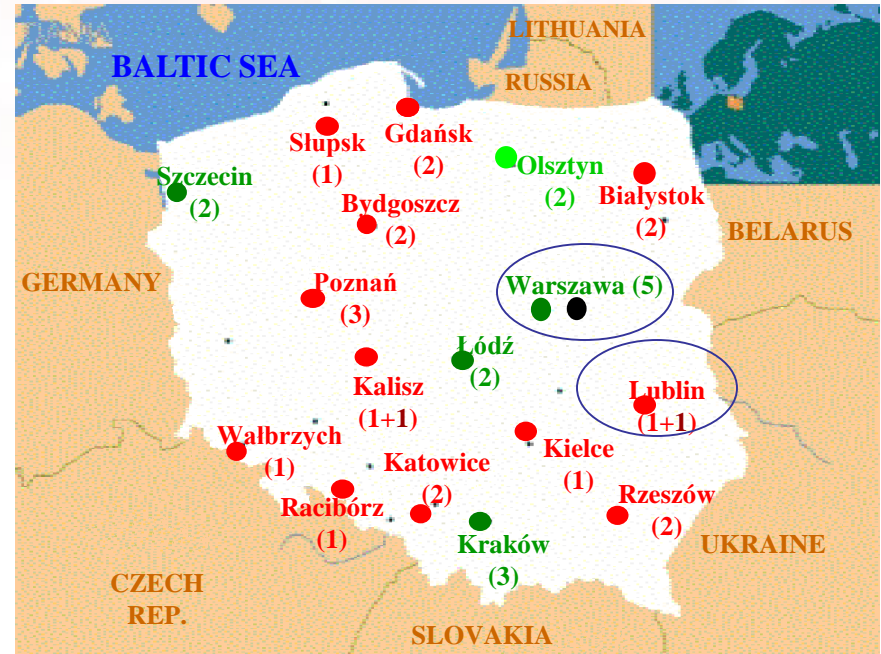 LITHUANIA
BALTIC SEA
RUSSIA
Gdańsk
(2)
Słupsk
(1)
Olsztyn
(2)
Szczecin
(2)
Białystok
(2)
Bydgoszcz
(2)
BELARUS
GERMANY
Poznań
(3)
Warszawa (5)
Łódź
(2)
Kalisz
(1+1)
Lublin
(1+1)
Wałbrzych
(1)
Kielce
(1)
Katowice
(2)
Racibórz
(1)
Rzeszów
(2)
Kraków
(3)
UKRAINE
CZECH
REP.
SLOVAKIA